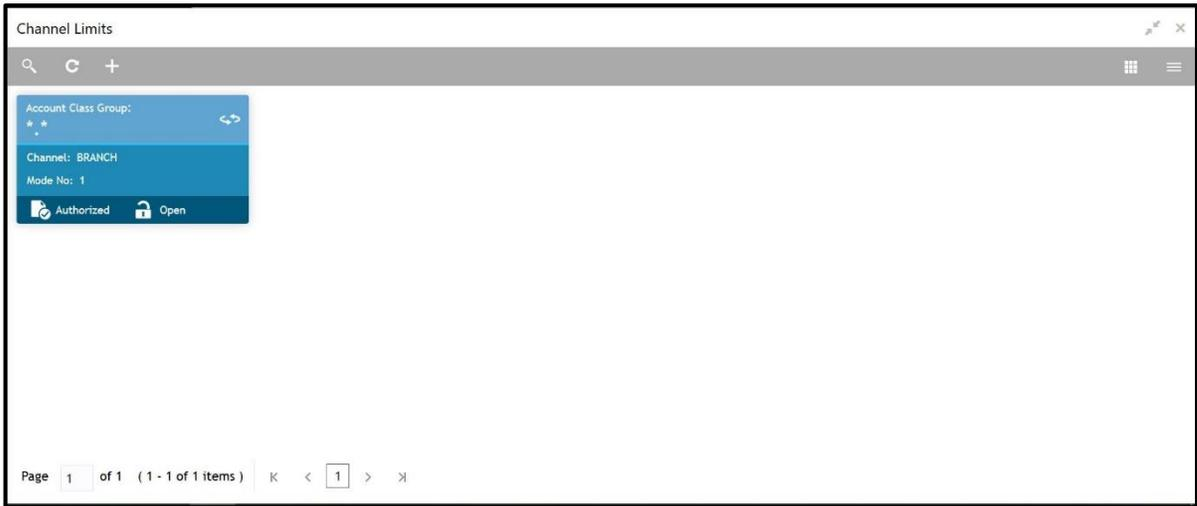 Channel Limits
Account Class Group:
*.*
Channel: BRANCH
Mode No: 1
Authorized Open
Page 1 of 1 ( 1 - 1 of 1 items ) 1